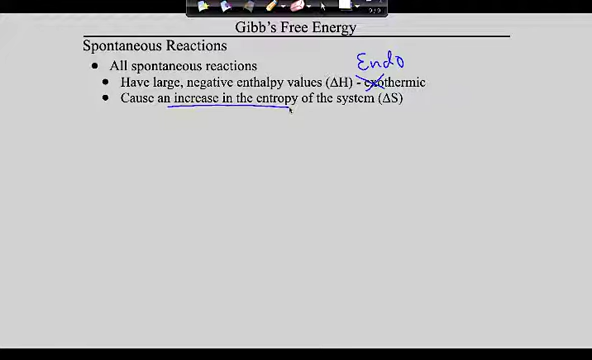 Gibb's Free Energy
Spontaneous Reactions
● All spontaneous reactions
Endo
● Have large, negative enthalpy values (ΔH) - exothermic
● Cause an increase in the entropy of the system (ΔS)